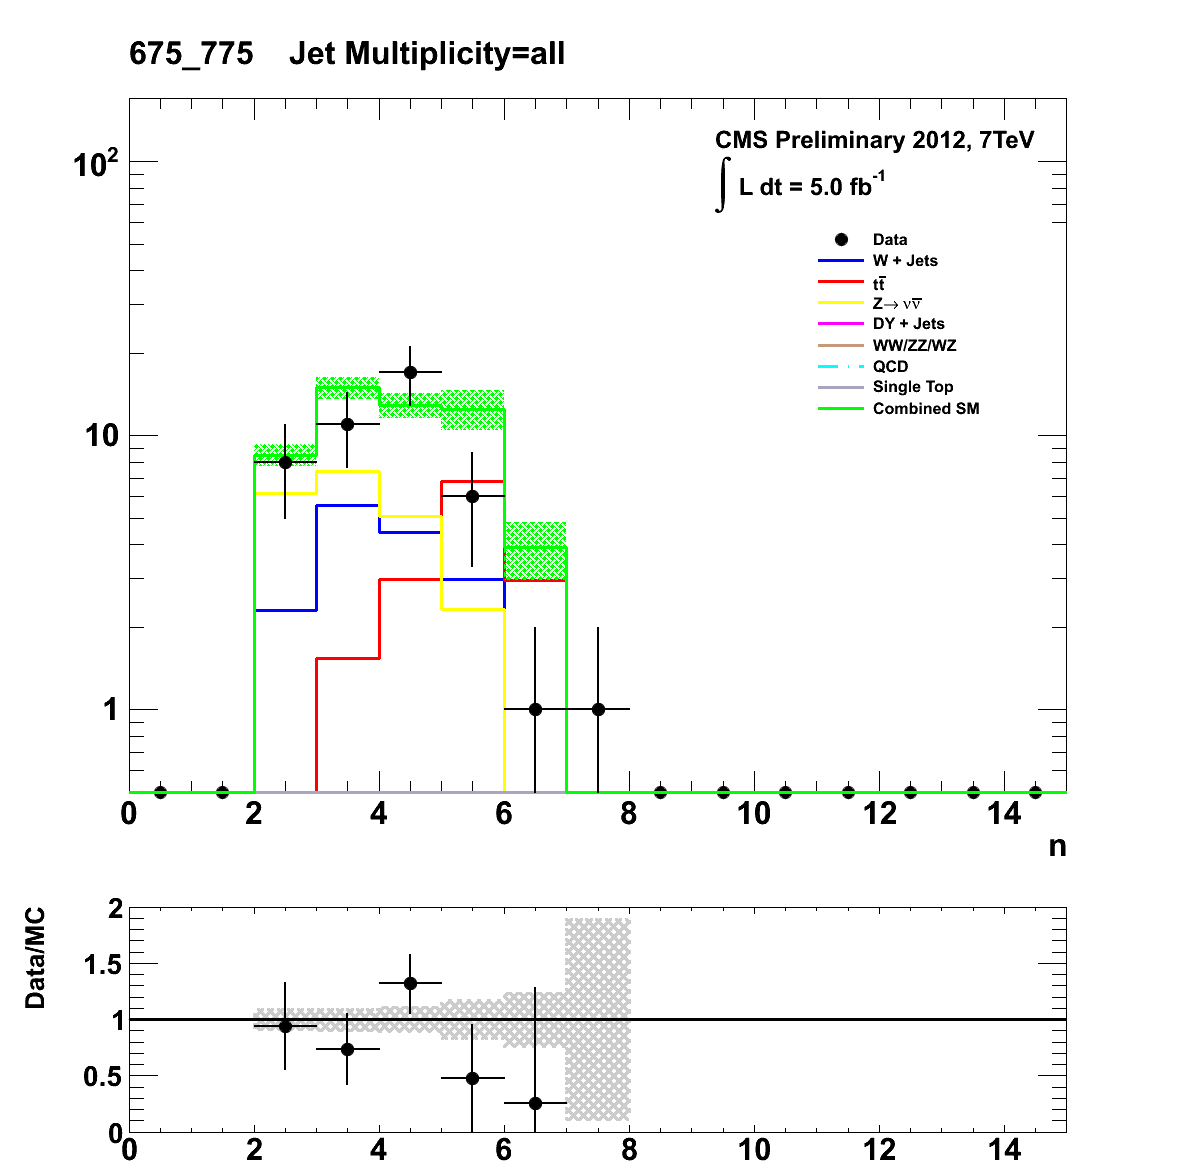 675_775 Jet Multiplicity=all
CMS Preliminary 2012, 7TeV
∫ L dt = 5.0 fb⁻¹
Data
W + Jets
tt̅
Z→ νν̅
DY + Jets
WW/ZZ/WZ
QCD
Single Top
Combined SM
10²
10
1
0 2 4 6 8 10 12 14
n
Data/MC
2
1.5
1
0.5
0
0 2 4 6 8 10 12 14